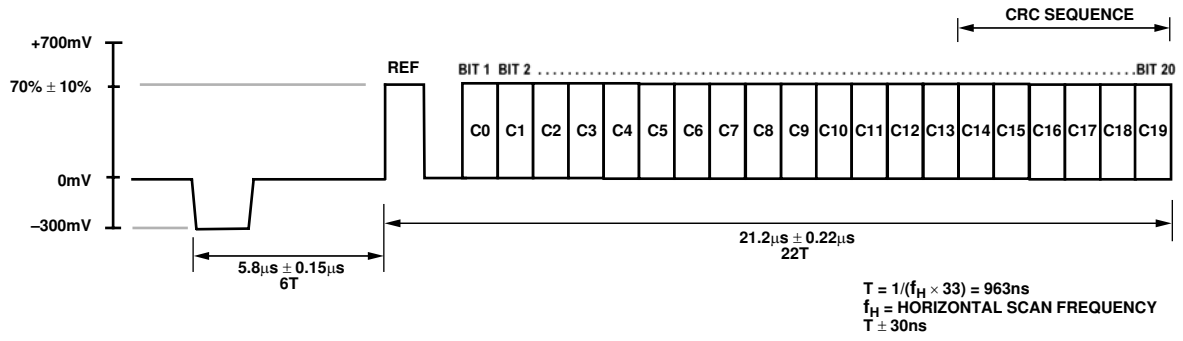 CRC SEQUENCE
+700mV
REF
BIT 1 BIT 2 BIT 20
70% ± 10%
C0 C1 C2 C3 C4 C5 C6 C7 C8 C9 C10 C11 C12 C13 C14 C15 C16 C17 C18 C19
0mV
–300mV
21.2μs ± 0.22μs
22T
5.8μs ± 0.15μs
6T
T = 1/(fH × 33) = 963ns
fH = HORIZONTAL SCAN FREQUENCY
T ± 30ns